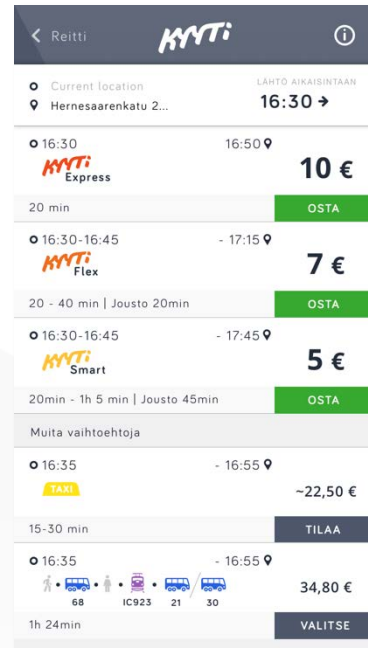 Reitti
KYYTI
i
Current location
LÄHTÖ AIKAISINTAAN
Hernesaarenkatu 2...
16:30 →
16:30
16:50
KYYTI
Express
10 €
20 min
OSTA
16:30-16:45
- 17:15
KYYTI
Flex
7 €
20 - 40 min | Jousto 20min
OSTA
16:30-16:45
- 17:45
KYYTI
Smart
5 €
20min - 1h 5 min | Jousto 45min
OSTA
Muita vaihtoehtoja
16:35
- 16:55
TAXI
~22,50 €
15-30 min
TILAA
16:35
- 16:55
68 IC923 21 30
34,80 €
1h 24min
VALITSE